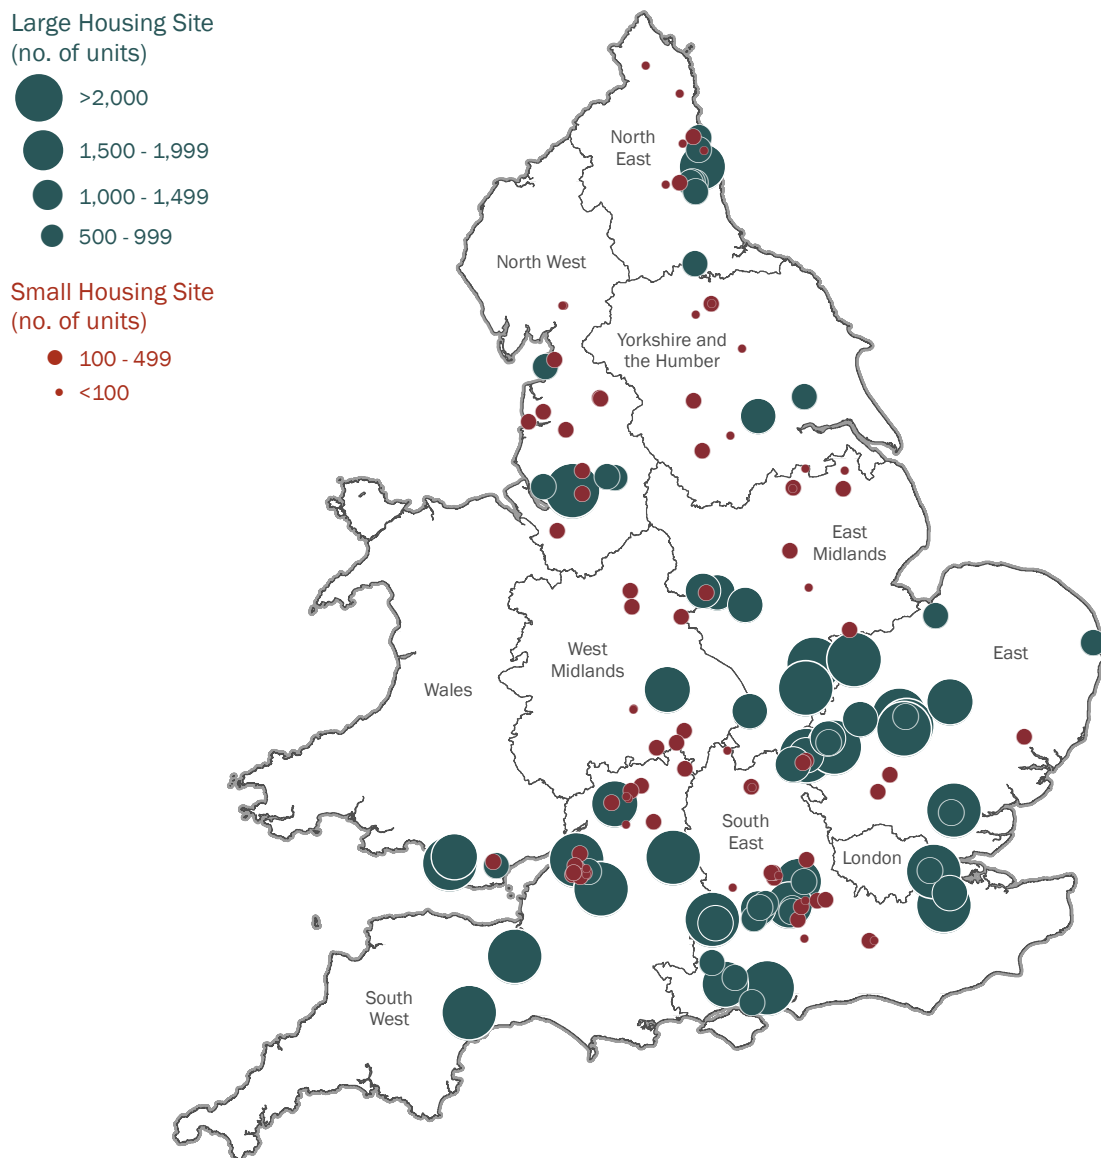 Large Housing Site
(no. of units)
>2,000
1,500 - 1,999
1,000 - 1,499
500 - 999
Small Housing Site
(no. of units)
100 - 499
<100
North
East
North West
Yorkshire and
the Humber
East
Midlands
West
Midlands
East
Wales
South
East
London
South
West